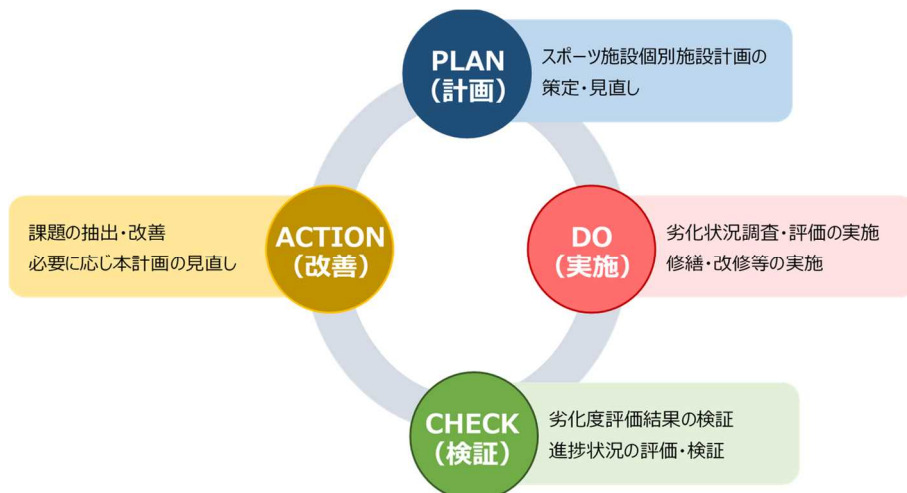 PLAN
（計画）
スポーツ施設個別施設計画の
策定・見直し
DO
（実施）
劣化状況調査・評価の実施
修繕・改修等の実施
CHECK
（検証）
劣化度評価結果の検証
進捗状況の評価・検証
ACTION
（改善）
課題の抽出・改善
必要に応じ本計画の見直し